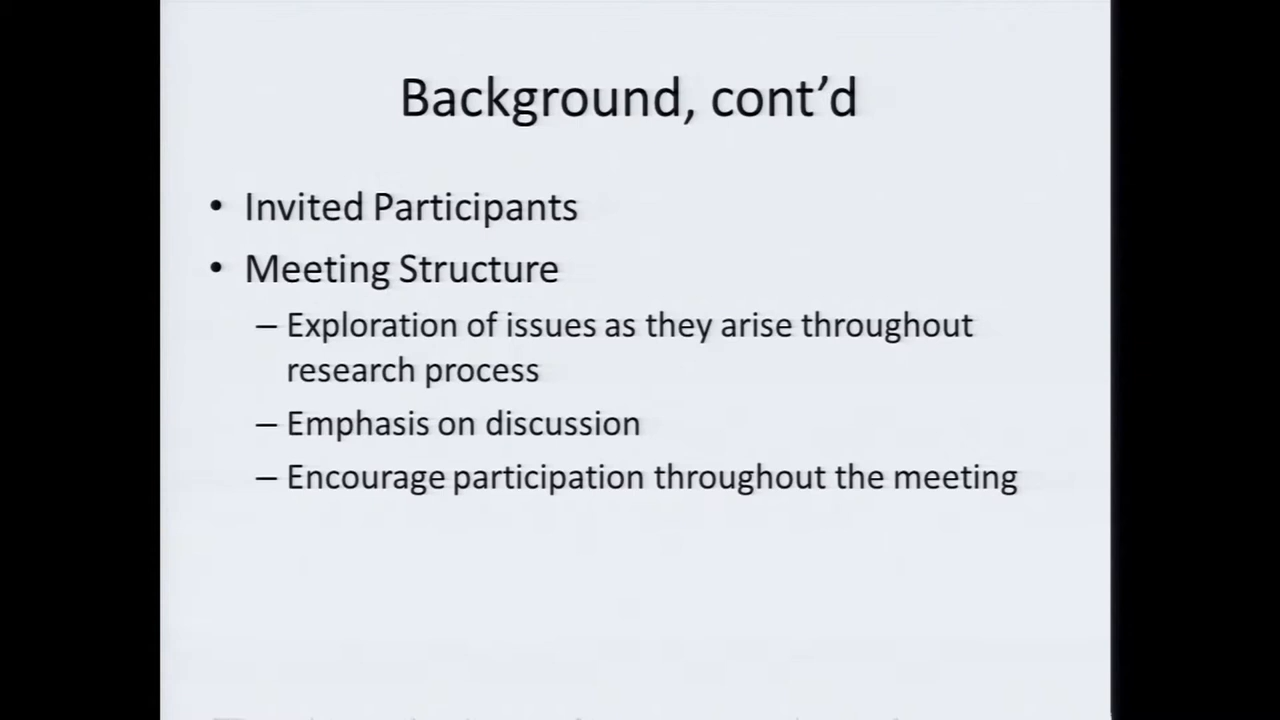 Background, cont’d
• Invited Participants
• Meeting Structure
– Exploration of issues as they arise throughout
research process
– Emphasis on discussion
– Encourage participation throughout the meeting